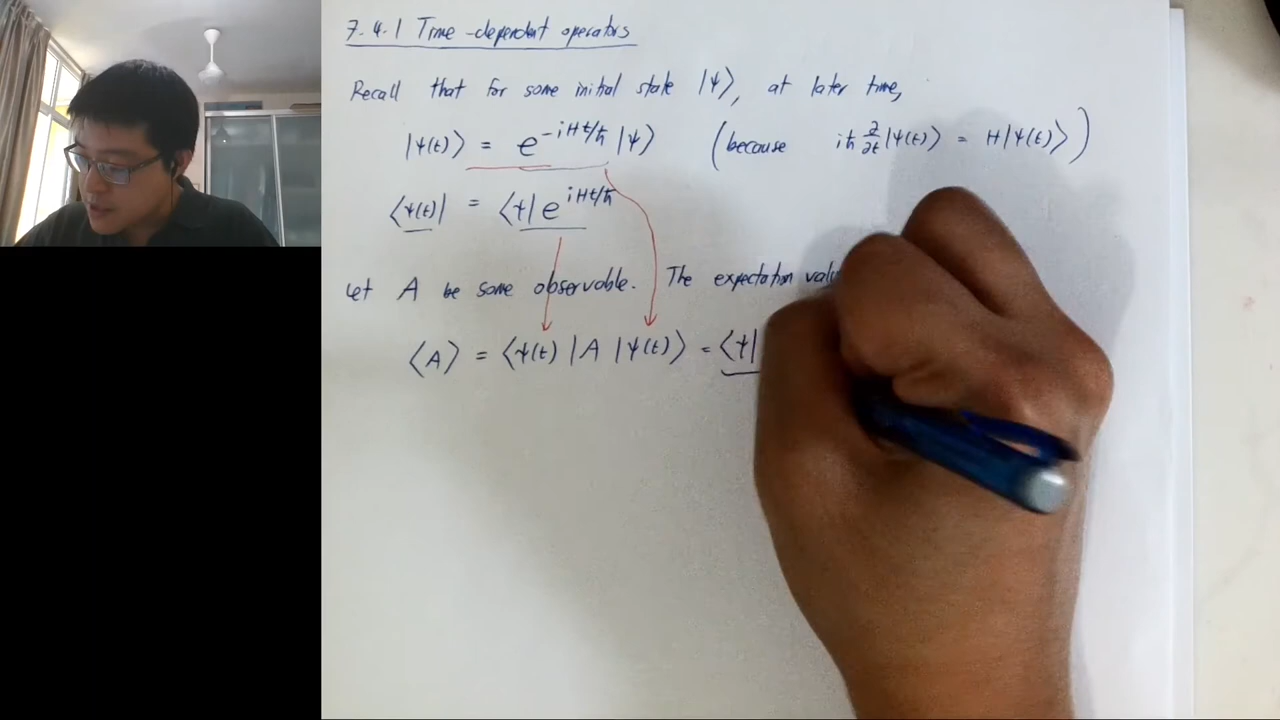 7.4.1 Time-dependent operators
Recall that for some initial state |Ψ⟩, at later time,
|Ψ(t)⟩ = e^{-iHt/ħ} |Ψ⟩ (because iħ ∂/∂t |Ψ(t)⟩ = H|Ψ(t)⟩)
⟨Ψ(t)| = ⟨Ψ| e^{iHt/ħ}
Let A be some observable. The expectation
⟨A⟩ = ⟨Ψ(t)|A|Ψ(t)⟩ = ⟨Ψ|